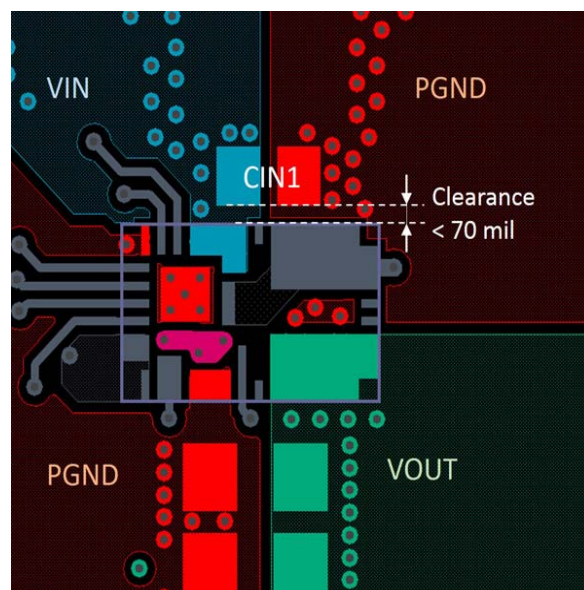 VIN
PGND
CIN1
Clearance
< 70 mil
PGND
VOUT